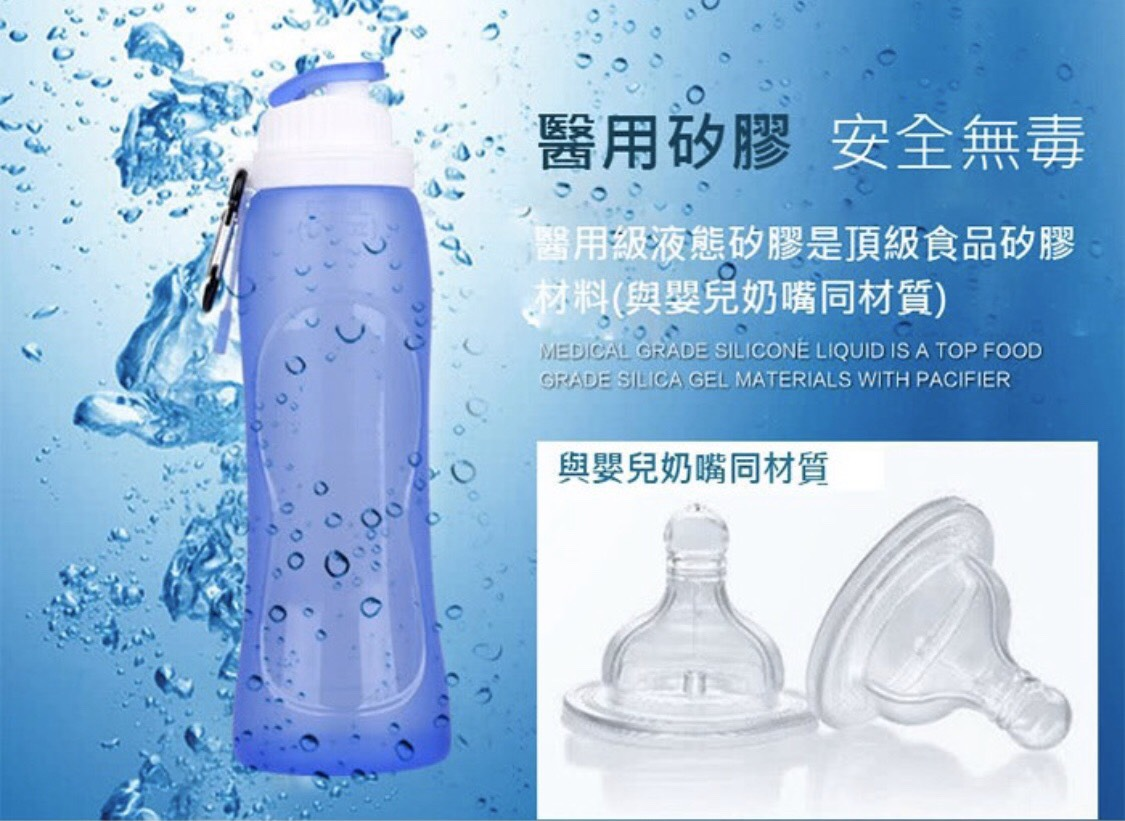 醫用矽膠 安全無毒
醫用級液態矽膠是頂級食品矽膠
材料(與嬰兒奶嘴同材質)
MEDICAL GRADE SILICONE LIQUID IS A TOP FOOD
GRADE SILICA GEL MATERIALS WITH PACIFIER
與嬰兒奶嘴同材質